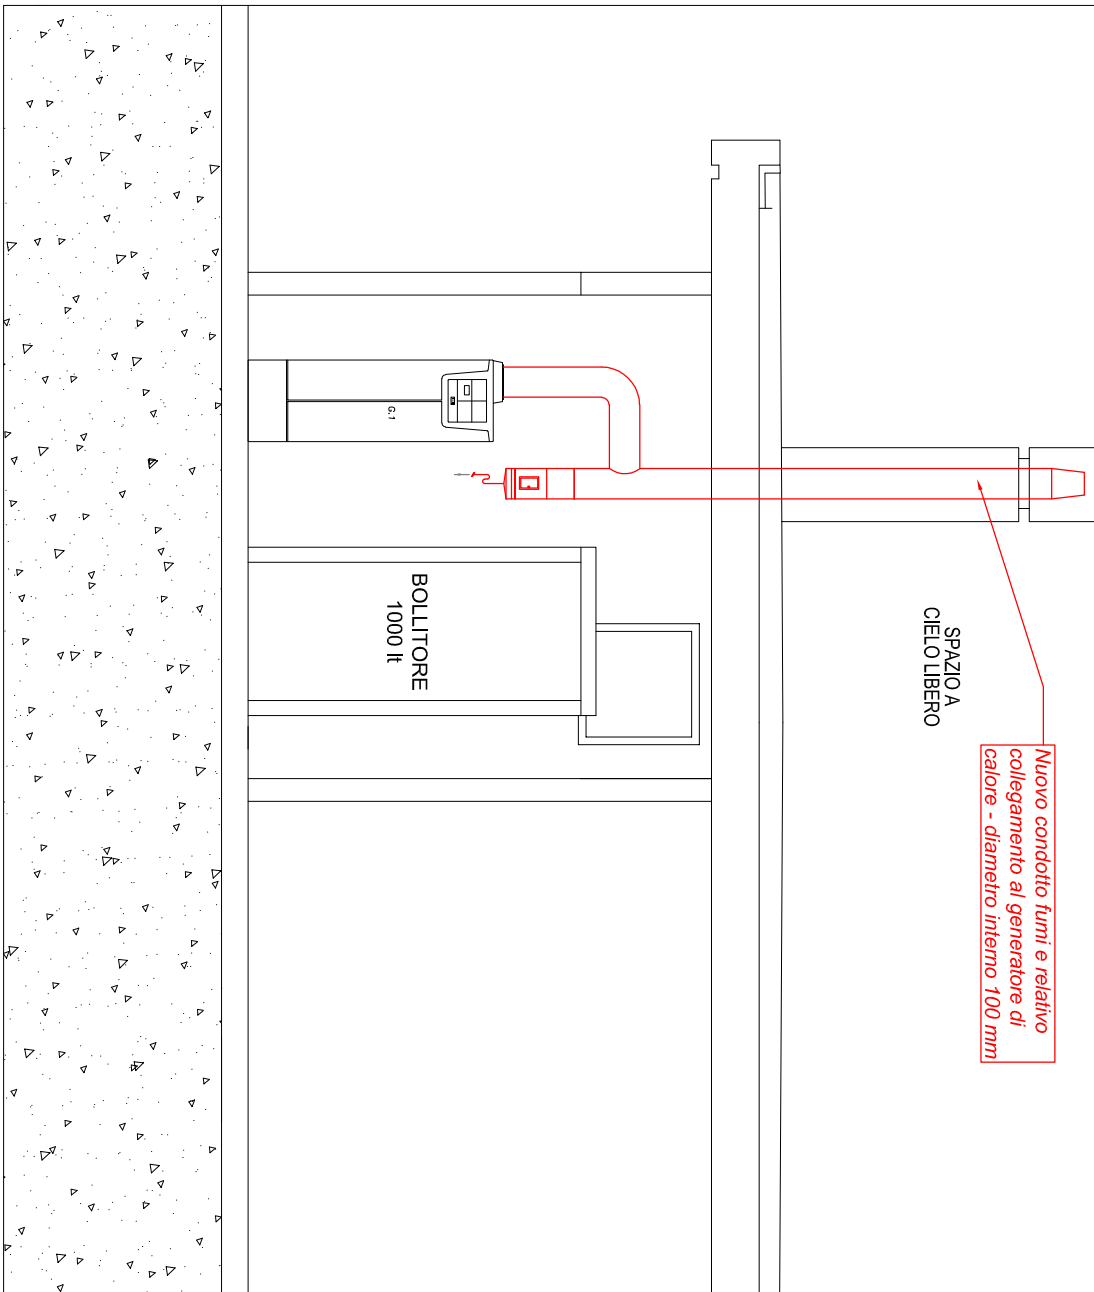 Nuovo condotto fumi e relativo
collegamento al generatore di
calore - diametro interno 100 mm
SPAZIO A
CIELO LIBERO
BOLLITORE
1000 lt
G.1